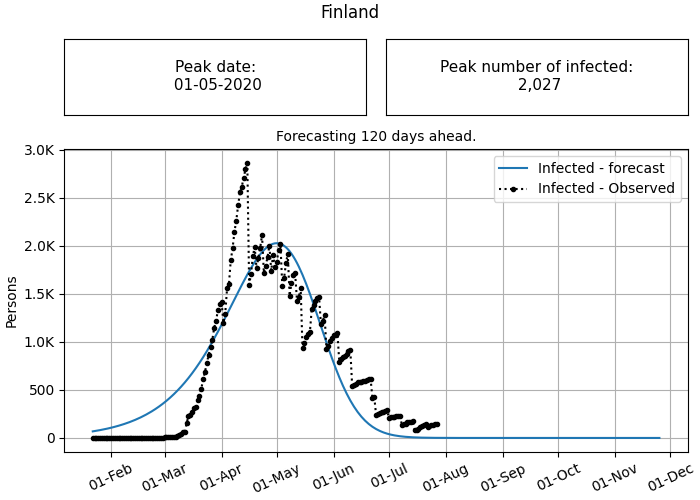 Finland
Peak date:
01-05-2020
Peak number of infected:
2,027
Forecasting 120 days ahead.
Infected - forecast
Infected - Observed
3.0K
2.5K
2.0K
1.5K
1.0K
500
0
Persons
01-Feb
01-Mar
01-Apr
01-May
01-Jun
01-Jul
01-Aug
01-Sep
01-Oct
01-Nov
01-Dec